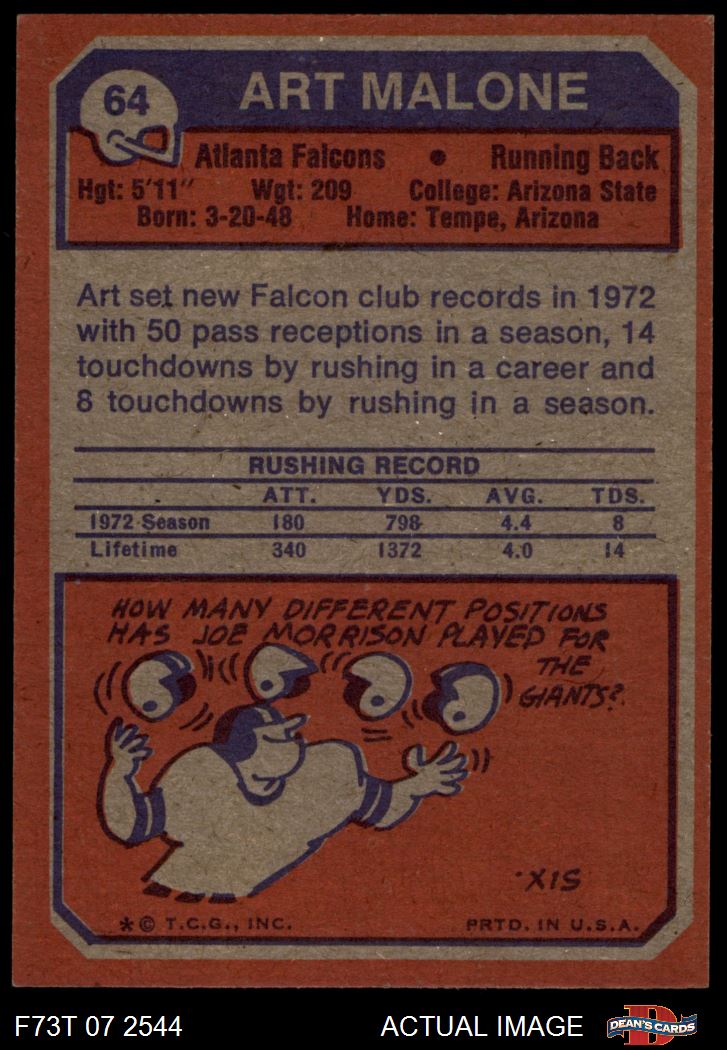 64
ART MALONE
Atlanta Falcons • Running Back
Hgt: 5'11" Wgt: 209 College: Arizona State
Born: 3-20-48 Home: Tempe, Arizona
Art set new Falcon club records in 1972
with 50 pass receptions in a season, 14
touchdowns by rushing in a career and
8 touchdowns by rushing in a season.
RUSHING RECORD
ATT. YDS. AVG. TDS.
1972 Season 180 798 4.4 8
Lifetime 340 1372 4.0 14
HOW MANY DIFFERENT POSITIONS
HAS JOE MORRISON PLAYED FOR
THE
GIANTS?
XIS
*© T.C.G., INC. PRTD. IN U.S.A.
F73T 07 2544 ACTUAL IMAGE DEAN'S CARDS